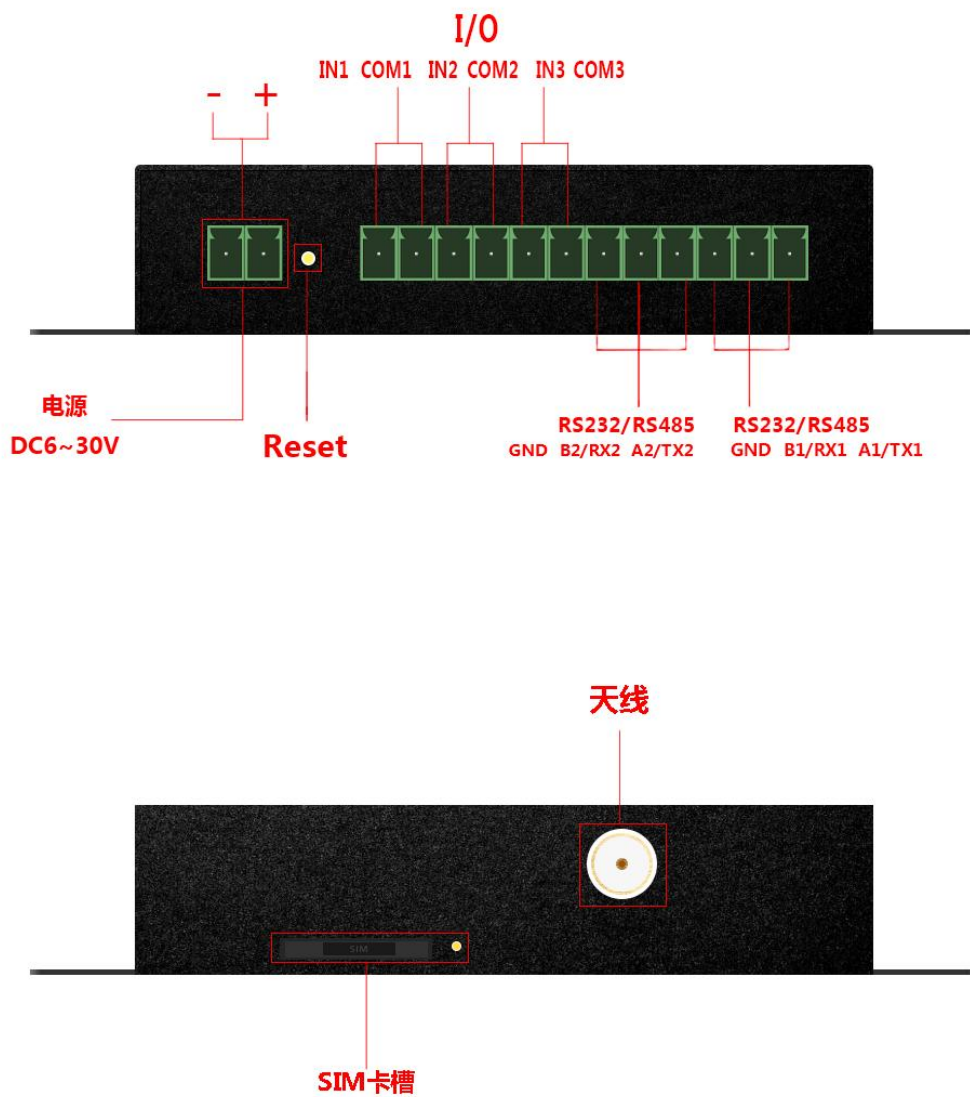 I/O
IN1 COM1 IN2 COM2 IN3 COM3
- +
电源
DC6~30V
Reset
RS232/RS485 RS232/RS485
GND B2/RX2 A2/TX2 GND B1/RX1 A1/TX1
天线
SIM
SIM卡槽